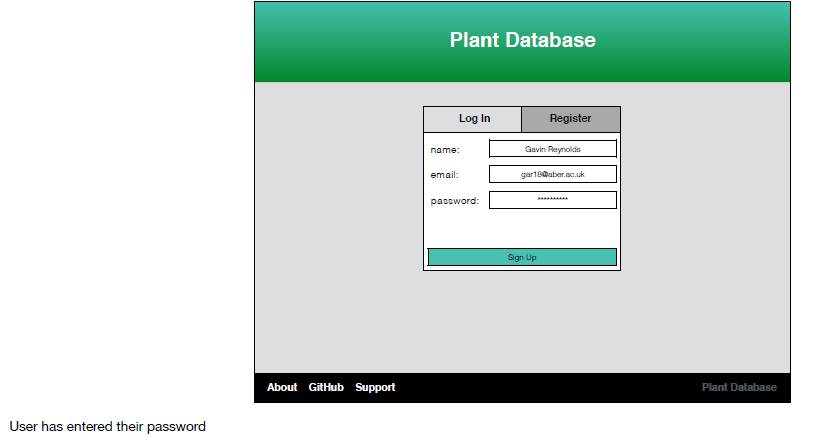 Plant Database
Log In Register
name: Gavin Reynolds
email: gar18@aber.ac.uk
password: **********
Sign Up
About GitHub Support Plant Database
User has entered their password